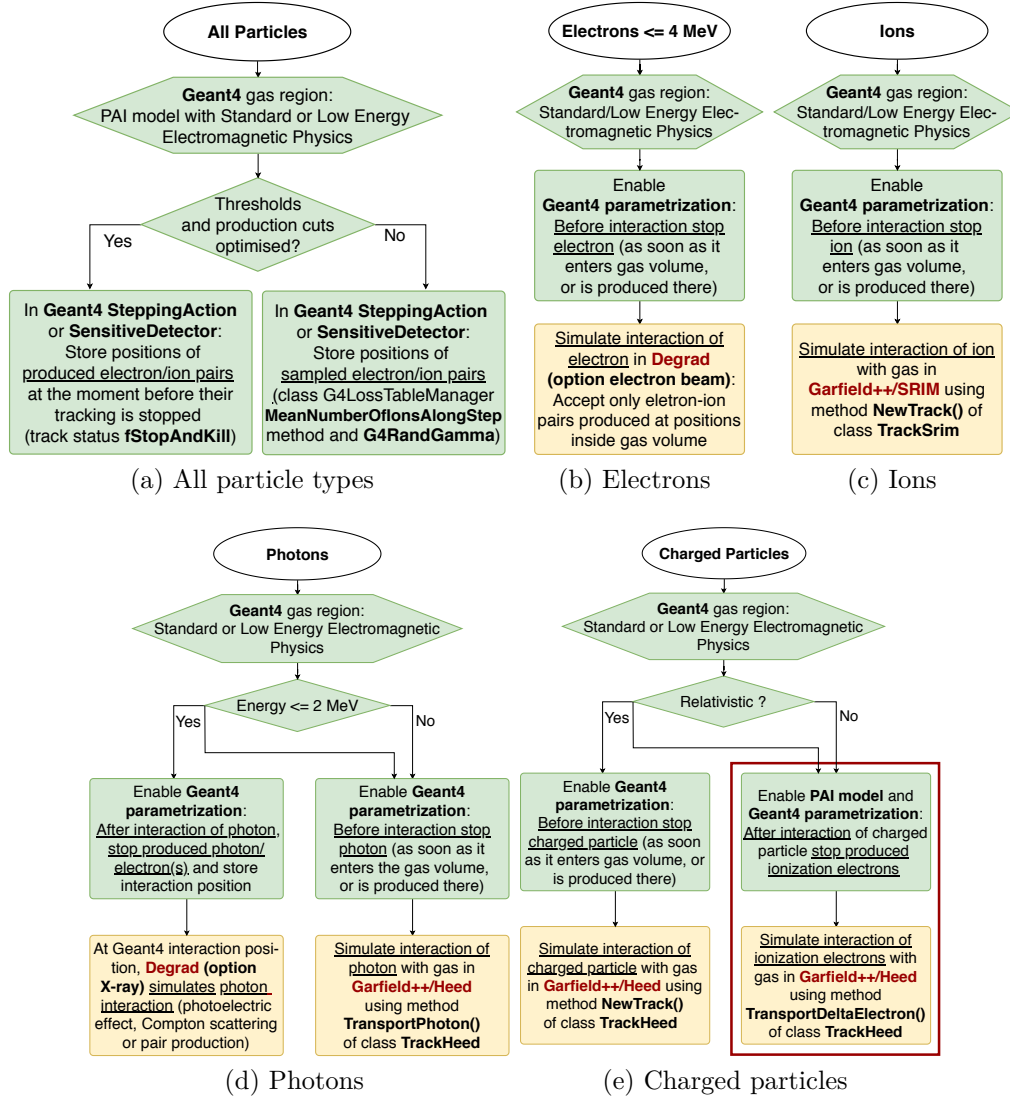 All Particles
Geant4 gas region:
PAI model with Standard or Low Energy
Electromagnetic Physics
Thresholds
and production cuts
optimised?
Yes
No
In Geant4 SteppingAction
or SensitiveDetector:
Store positions of
produced electron/ion pairs
at the moment before their
tracking is stopped
(track status fStopAndKill)
In Geant4 SteppingAction
or SensitiveDetector:
Store positions of
sampled electron/ion pairs
(class G4LossTableManager
MeanNumberOfIonsAlongStep
method and G4RandGamma)
(a) All particle types
Electrons <= 4 MeV
Geant4 gas region:
Standard/Low Energy Elec-
tromagnetic Physics
Enable
Geant4 parametrization:
Before interaction stop
electron (as soon as it
enters gas volume,
or is produced there)
Simulate interaction of
electron in Degrad
(option electron beam):
Accept only eletron-ion
pairs produced at positions
inside gas volume
(b) Electrons
Ions
Geant4 gas region:
Standard/Low Energy Elec-
tromagnetic Physics
Enable
Geant4 parametrization:
Before interaction stop
ion (as soon as it
enters gas volume,
or is produced there)
Simulate interaction of ion
with gas in
Garfield++/SRIM using
method NewTrack() of
class TrackSrim
(c) Ions
Photons
Geant4 gas region:
Standard or Low Energy Electromagnetic
Physics
Energy <= 2 MeV
Yes
No
Enable Geant4
parametrization:
After interaction of photon,
stop produced photon/
electron(s) and store
interaction position
Enable Geant4
parametrization:
Before interaction stop
photon (as soon as it
enters the gas volume,
or is produced there)
At Geant4 interaction posi-
tion, Degrad (option
X-ray) simulates photon
interaction (photoelectric
effect, Compton scattering
or pair production)
Simulate interaction of
photon with gas in
Garfield++/Heed
using method
TransportPhoton()
of class TrackHeed
(d) Photons
Charged Particles
Geant4 gas region:
Standard or Low Energy Electromagnetic
Physics
Relativistic ?
Yes
No
Enable Geant4
parametrization:
Before interaction stop
charged particle (as soon
as it enters gas volume, or
is produced there)
Enable PAI model and
Geant4 parametrization:
After interaction of charged
particle stop produced
ionization electrons
Simulate interaction of
charged particle with gas
in Garfield++/Heed using
method NewTrack()
of class TrackHeed
Simulate interaction of
ionization electrons with
gas in Garfield++/Heed
using method
TransportDeltaElectron()
of class TrackHeed
(e) Charged particles